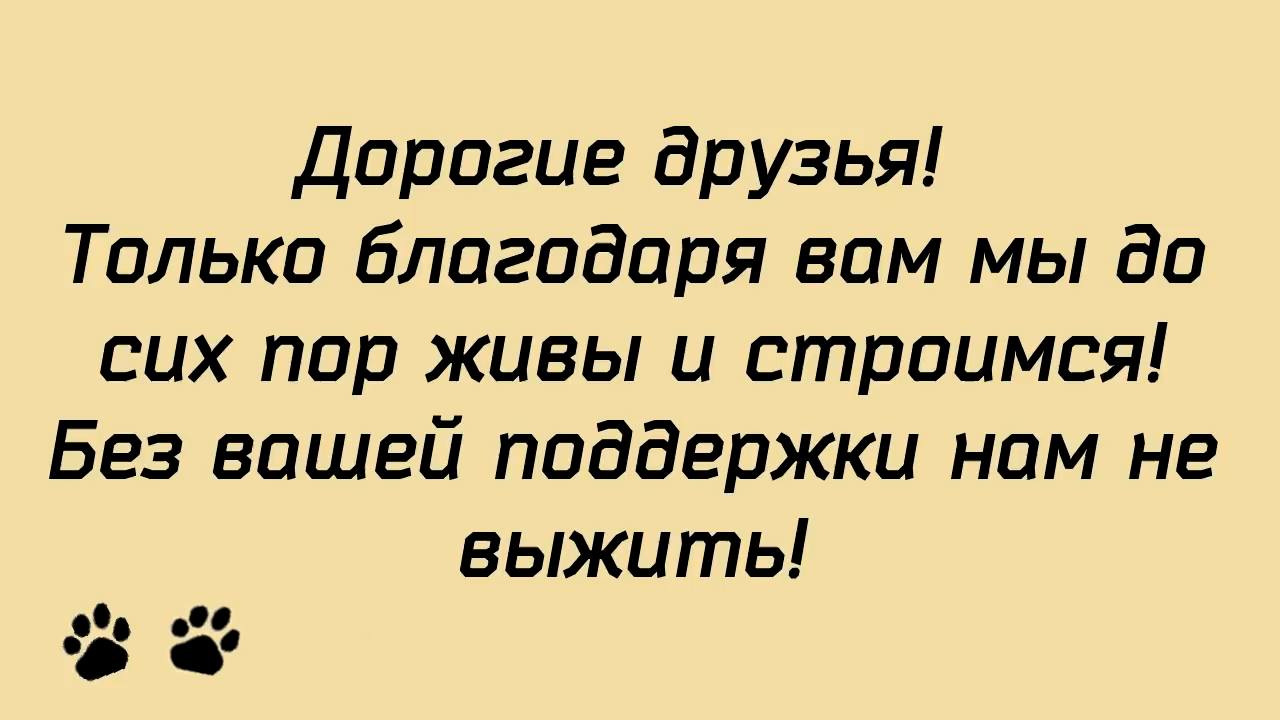 Дорогие друзья!
Только благодаря вам мы до
сих пор живы и строимся!
Без вашей поддержки нам не
выжить!